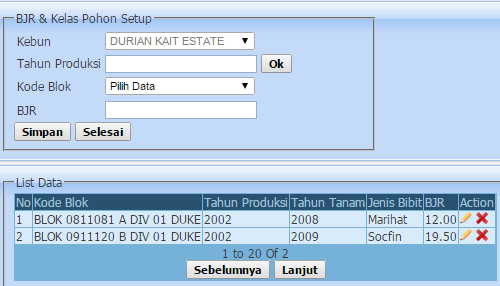 BJR & Kelas Pohon Setup
Kebun DURIAN KAIT ESTATE
Tahun Produksi Ok
Kode Blok Pilih Data
BJR
Simpan Selesai
List Data
No Kode Blok Tahun Produksi Tahun Tanam Jenis Bibit BJR Action
1 BLOK 0811081 A DIV 01 DUKE 2002 2008 Marihat 12.00
2 BLOK 0911120 B DIV 01 DUKE 2002 2009 Socfin 19.50
1 to 20 Of 2
Sebelumnya Lanjut